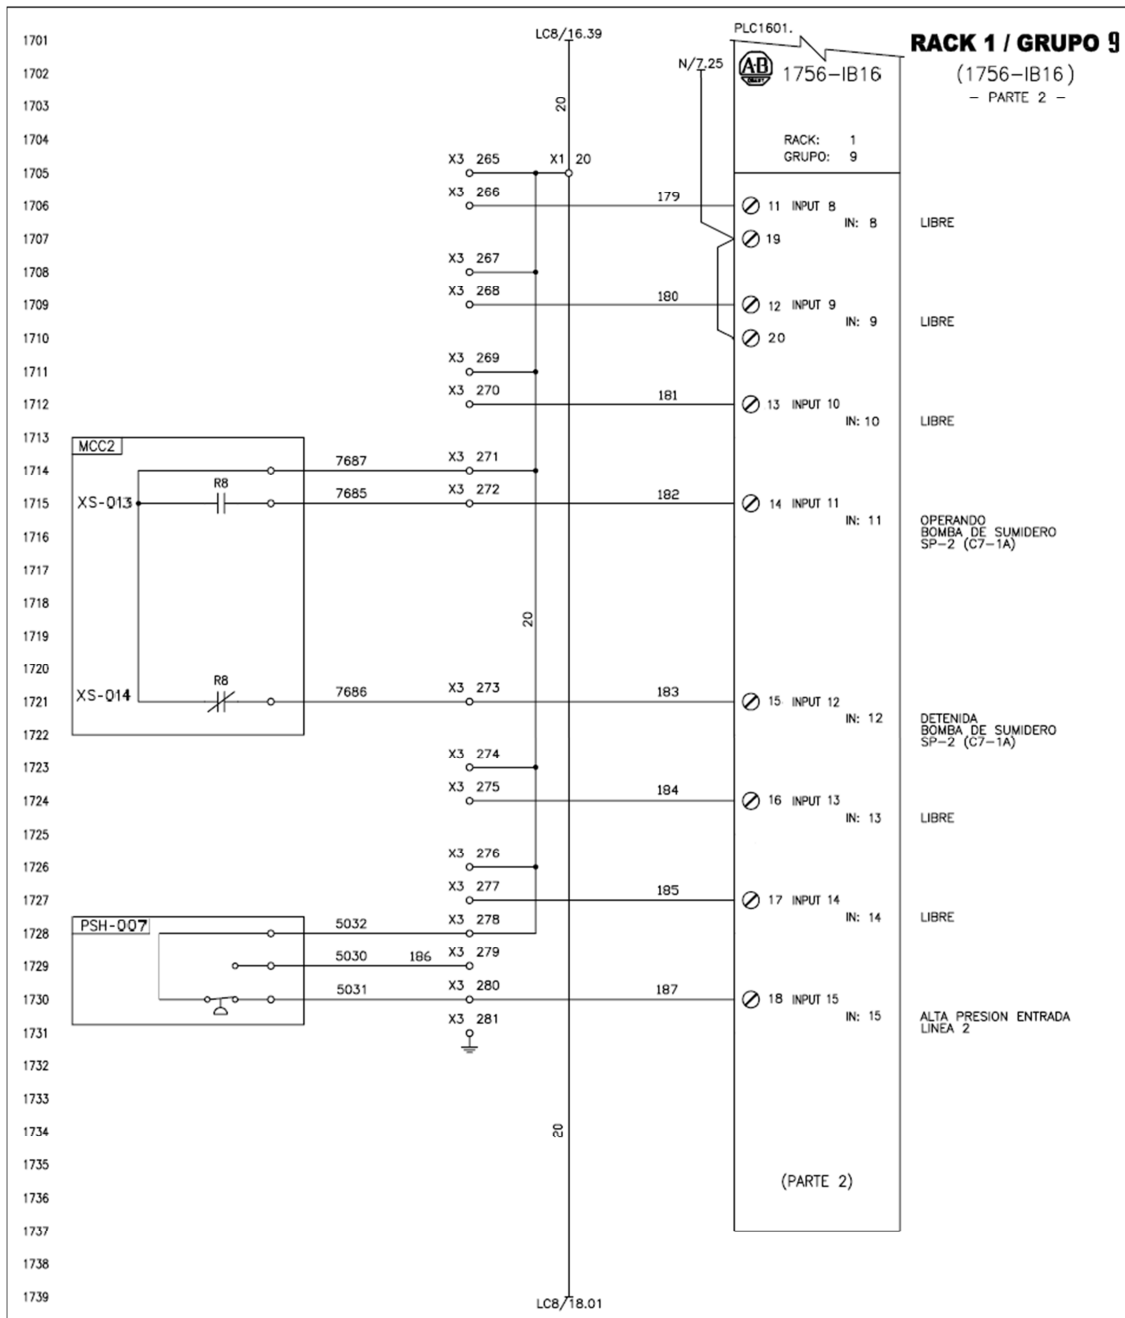 PLC1601.
1701 LC8/16.39 RACK 1 / GRUPO 9
1702 N/7.25 A-B 1756-IB16 (1756-IB16)
- PARTE 2 -
1703 20
1704 RACK: 1
X3 265 X1 20 GRUPO: 9
1705
X3 266 179
1706 11 INPUT 8
IN: 8 LIBRE
1707 19
X3 267
1708
X3 268 180
1709 12 INPUT 9
IN: 9 LIBRE
1710 20
X3 269
1711
X3 270 181
1712 13 INPUT 10
IN: 10 LIBRE
1713
MCC2
7687 X3 271
1714
R8 7685 X3 272 182
1715 XS-013 14 INPUT 11
IN: 11 OPERANDO
1716 BOMBA DE SUMIDERO
SP-2 (C7-1A)
1717
1718
20
1719
1720
R8 7686 X3 273 183
XS-014
1721 15 INPUT 12
IN: 12 DETENIDA
1722 BOMBA DE SUMIDERO
SP-2 (C7-1A)
X3 274
1723
X3 275 184
1724 16 INPUT 13
IN: 13 LIBRE
1725
X3 276
1726
X3 277 185
1727 17 INPUT 14
IN: 14 LIBRE
PSH-007 5032 X3 278
1728
5030 186 X3 279
1729
5031 X3 280 187
1730 18 INPUT 15
IN: 15 ALTA PRESION ENTRADA
X3 281 LINEA 2
1731
1732
1733
1734 20
1735
(PARTE 2)
1736
1737
1738
1739 LC8/18.01